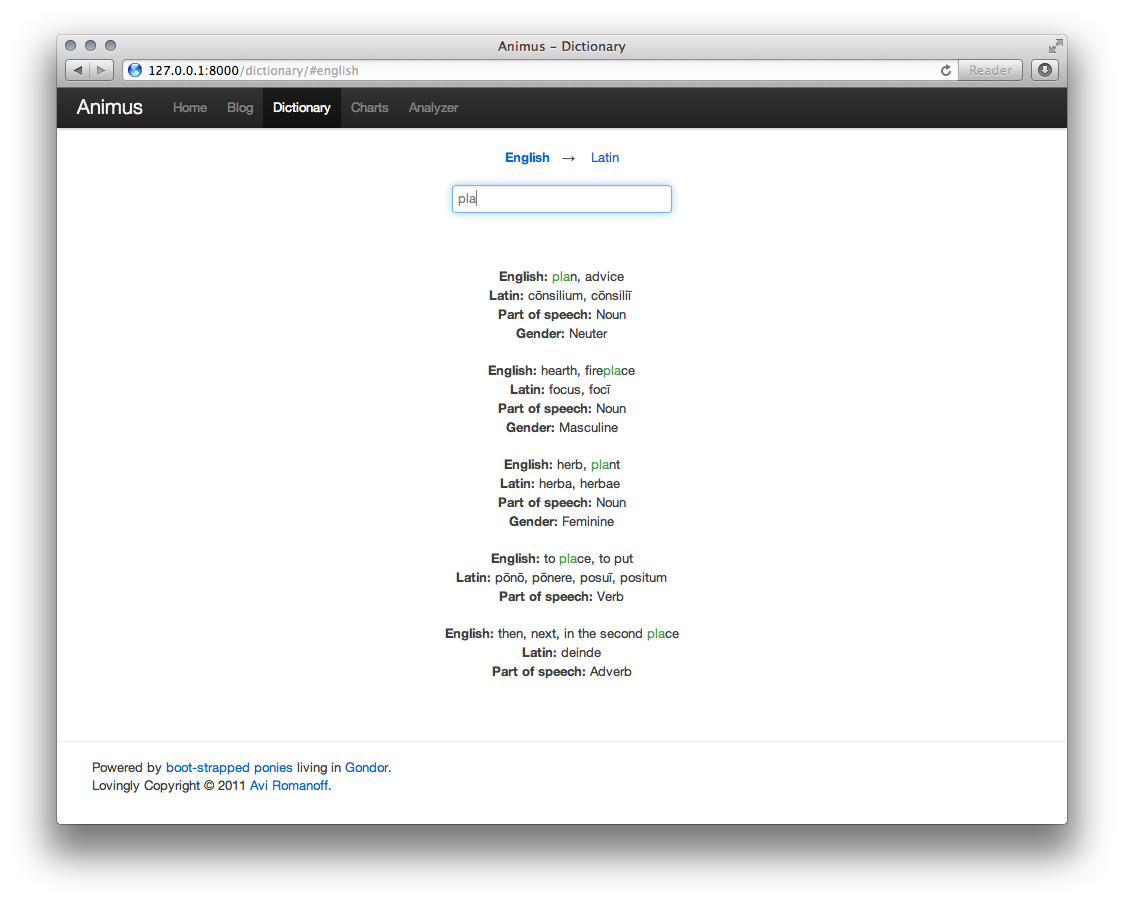 Animus – Dictionary
127.0.0.1:8000/dictionary/#english
Reader
Animus Home Blog Dictionary Charts Analyzer
English → Latin
pla
English: plan, advice
Latin: cōnsilium, cōnsiliī
Part of speech: Noun
Gender: Neuter
English: hearth, fireplace
Latin: focus, focī
Part of speech: Noun
Gender: Masculine
English: herb, plant
Latin: herba, herbae
Part of speech: Noun
Gender: Feminine
English: to place, to put
Latin: pōnō, pōnere, posuī, positum
Part of speech: Verb
English: then, next, in the second place
Latin: deinde
Part of speech: Adverb
Powered by boot-strapped ponies living in Gondor.
Lovingly Copyright © 2011 Avi Romanoff.